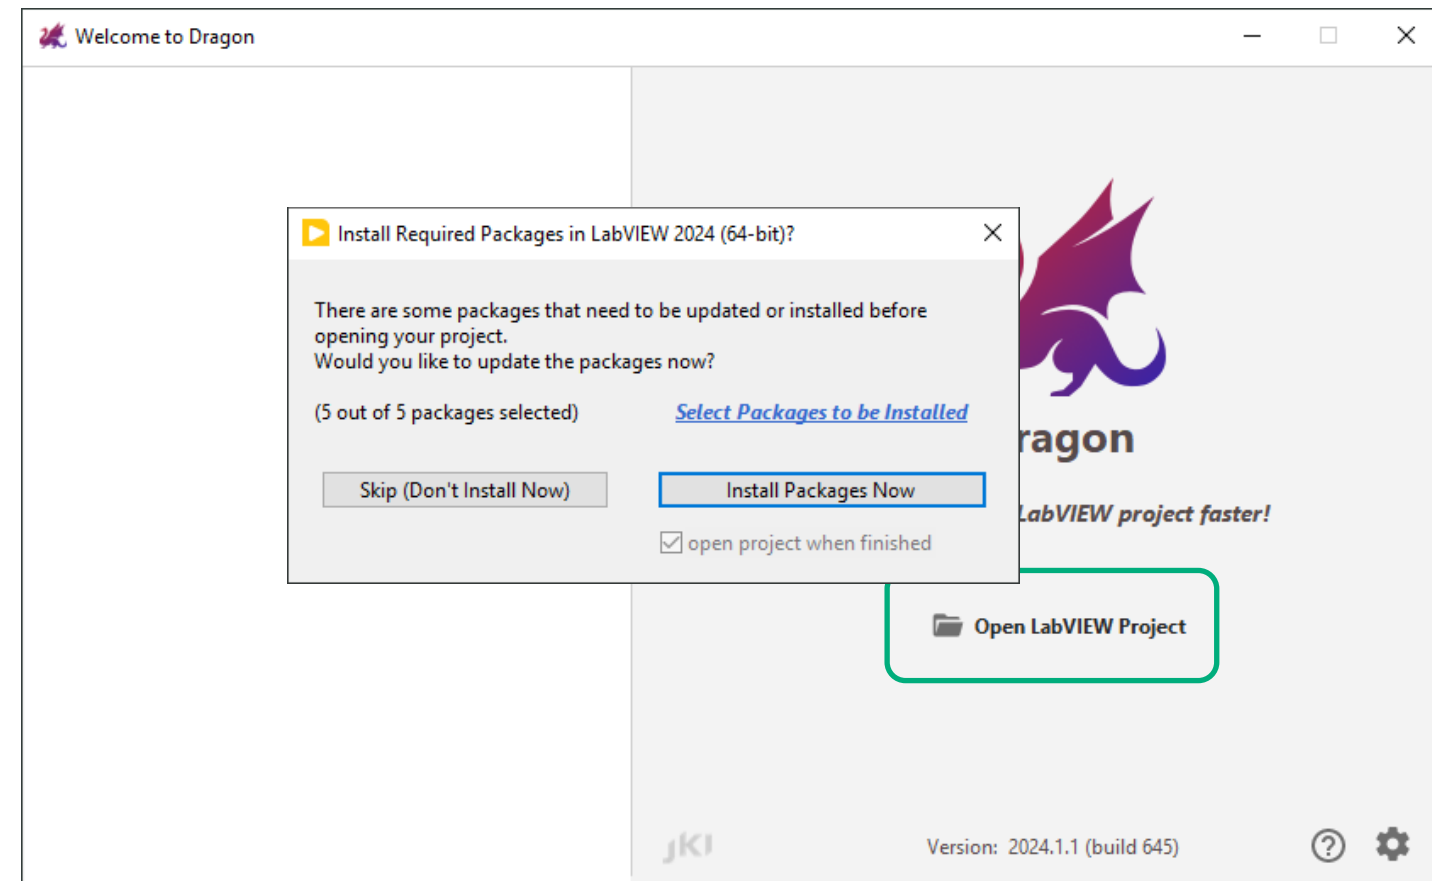 Welcome to Dragon
Install Required Packages in LabVIEW 2024 (64-bit)?
There are some packages that need to be updated or installed before
opening your project.
Would you like to update the packages now?
(5 out of 5 packages selected)
Select Packages to be Installed
Skip (Don't Install Now)
Install Packages Now
open project when finished
ragon
LabVIEW project faster!
Open LabVIEW Project
JKI
Version: 2024.1.1 (build 645)